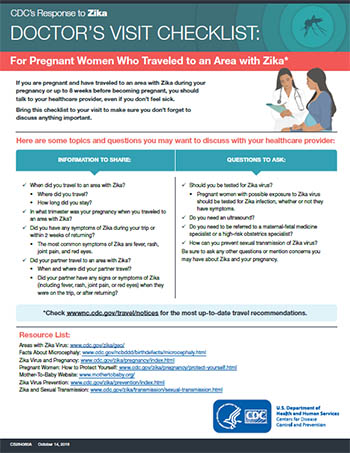 CDC's Response to Zika
DOCTOR'S VISIT CHECKLIST:
For Pregnant Women Who Traveled to an Area with Zika*
If you are pregnant and have traveled to an area with Zika during your
pregnancy or up to 8 weeks before becoming pregnant, you should
talk to your healthcare provider, even if you don't feel sick.
Bring this checklist to your visit to make sure you don't forget to
discuss anything important.
Here are some topics and questions you may want to discuss with your healthcare provider:
INFORMATION TO SHARE:
✓ When did you travel to an area with Zika?
• Where did you travel?
• How long did you stay?
✓ In what trimester was your pregnancy when you traveled to
an area with Zika?
✓ Did you have any symptoms of Zika during your trip or
within 2 weeks of returning?
• The most common symptoms of Zika are fever, rash,
joint pain, and red eyes.
✓ Did your partner travel to an area with Zika?
• When and where did your partner travel?
• Did your partner have any signs or symptoms of Zika
(including fever, rash, joint pain, or red eyes) when they
were on the trip, or after returning?
QUESTIONS TO ASK:
✓ Should you be tested for Zika virus?
• Pregnant women with possible exposure to Zika virus
should be tested for Zika infection, whether or not they
have symptoms.
✓ Do you need an ultrasound?
✓ Do you need to be referred to a maternal-fetal medicine
specialist or a high-risk obstetrics specialist?
✓ How can you prevent sexual transmission of Zika virus?
Be sure to ask any other questions or mention concerns you
may have about Zika and your pregnancy.
*Check wwwnc.cdc.gov/travel/notices for the most up-to-date travel recommendations.
Resource List:
Areas with Zika Virus: www.cdc.gov/zika/geo/
Facts About Microcephaly: www.cdc.gov/ncbddd/birthdefects/microcephaly.html
Zika Virus and Pregnancy: www.cdc.gov/zika/pregnancy/index.html
Pregnant Women: How to Protect Yourself: www.cdc.gov/zika/pregnancy/protect-yourself.html
Mother-To-Baby Website: www.mothertobaby.org/
Zika Virus Prevention: www.cdc.gov/zika/prevention/index.html
Zika and Sexual Transmission: www.cdc.gov/zika/transmission/sexual-transmission.html
CDC
U.S. Department of
Health and Human Services
Centers for Disease
Control and Prevention
October 14, 2016